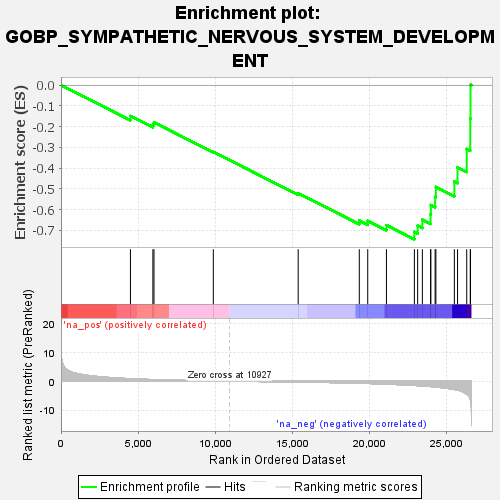 Enrichment plot:
GOBP_SYMPATHETIC_NERVOUS_SYSTEM_DEVELOPM
ENT
Enrichment score (ES)
0.0
-0.1
-0.2
-0.3
-0.4
-0.5
-0.6
-0.7
'na_pos' (positively correlated)
Ranked list metric (PreRanked)
20
10
0
-10
Zero cross at 10927
'na_neg' (negatively correlated)
0
5,000
10,000
15,000
20,000
25,000
Rank in Ordered Dataset
Enrichment profile
Hits
Ranking metric scores